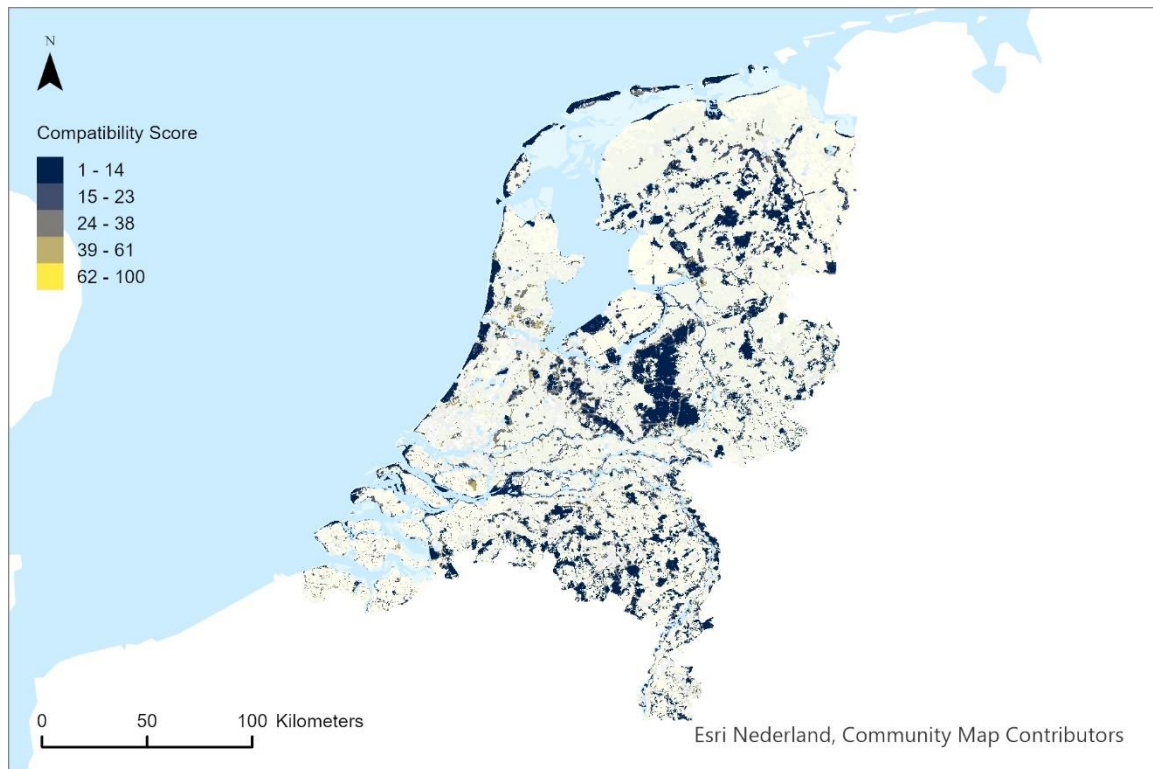 N
Compatibility Score
1 - 14
15 - 23
24 - 38
39 - 61
62 - 100
0 50 100 Kilometers
Esri Nederland, Community Map Contributors